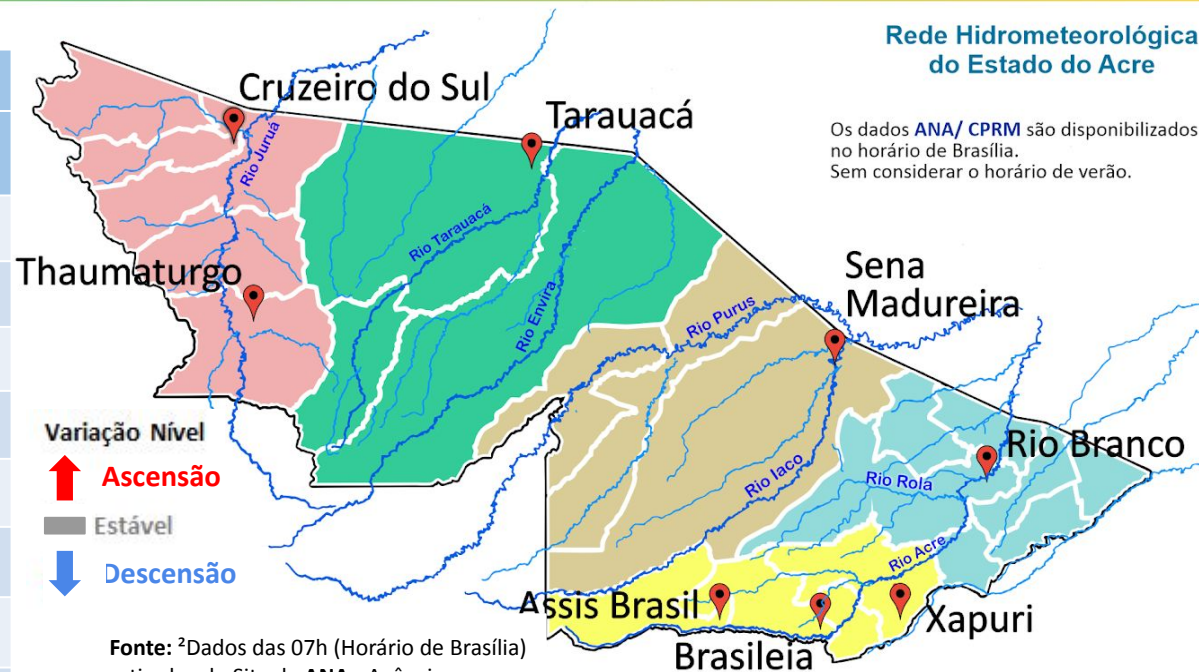 Rede Hidrometeorológica
do Estado do Acre
Os dados ANA/ CPRM são disponibilizados
no horário de Brasília.
Sem considerar o horário de verão.
Cruzeiro do Sul
Tarauacá
Rio Juruá
Rio Tarauacá
Thaumaturgo
Rio Envira
Sena
Madureira
Rio Purus
Variação Nível
Ascensão
Estável
Descensão
Rio Branco
Rio Iaco
Rio Rola
Rio Acre
Assis Brasil
Xapuri
Brasileia
Fonte: ²Dados das 07h (Horário de Brasília)